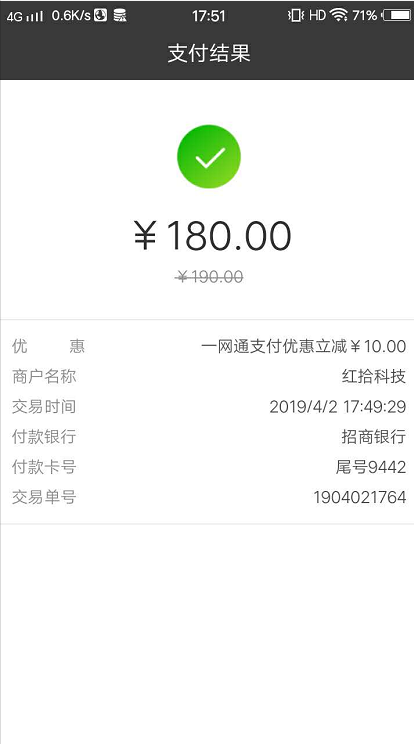 4G 0.6K/s 17:51 HD 71%
支付结果
￥180.00
￥190.00
优 惠 一网通支付优惠立减￥10.00
商户名称 红拾科技
交易时间 2019/4/2 17:49:29
付款银行 招商银行
付款卡号 尾号9442
交易单号 1904021764